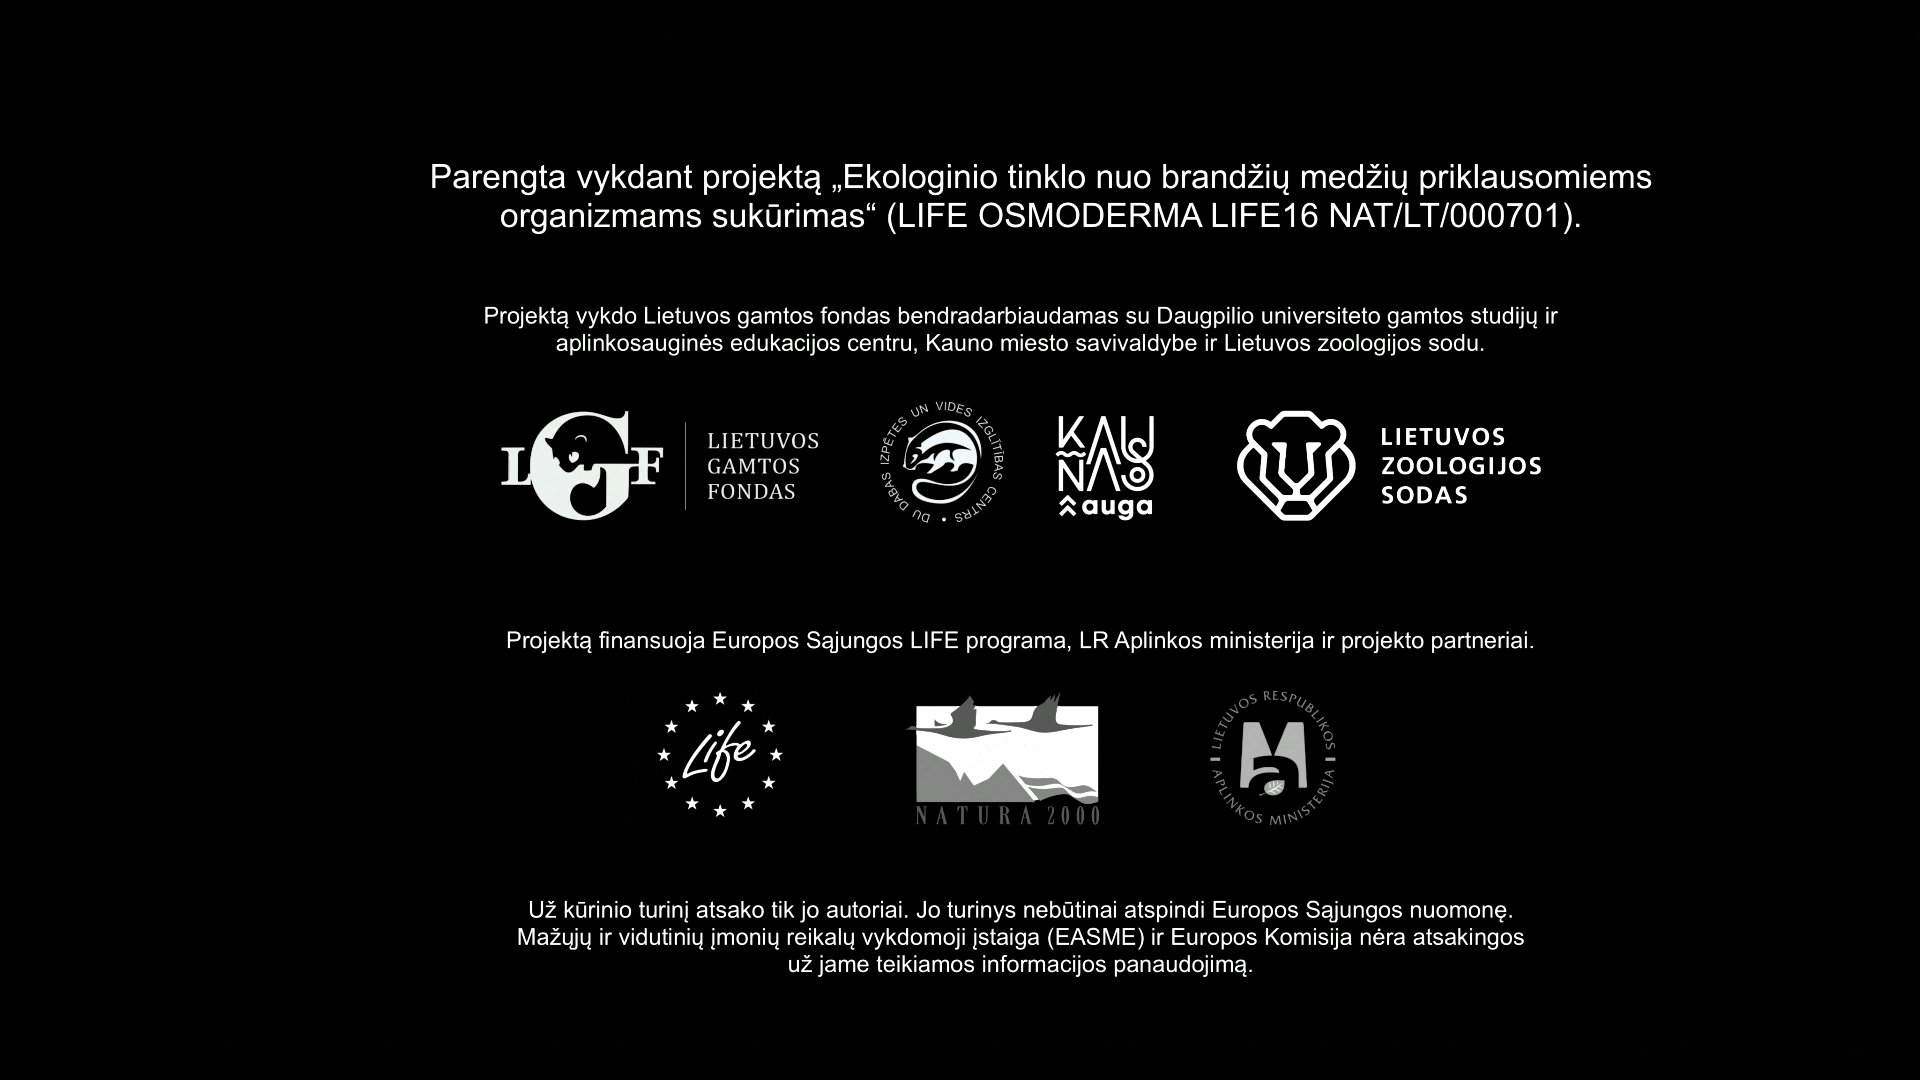 Parengta vykdant projektą „Ekologinio tinklo nuo brandžių medžių priklausomiems
organizmams sukūrimas“ (LIFE OSMODERMA LIFE16 NAT/LT/000701).
Projektą vykdo Lietuvos gamtos fondas bendradarbiaudamas su Daugpilio universiteto gamtos studijų ir
aplinkosauginės edukacijos centru, Kauno miesto savivaldybe ir Lietuvos zoologijos sodu.
LGF
LIETUVOS
GAMTOS
FONDAS
DU DABAS IZPĒTES UN VIDES IZGLĪTĪBAS CENTRS •
KAU
NAS
auga
LIETUVOS
ZOOLOGIJOS
SODAS
Projektą finansuoja Europos Sąjungos LIFE programa, LR Aplinkos ministerija ir projekto partneriai.
Life
NATURA 2000
LIETUVOS RESPUBLIKOS
MA
APLINKOS MINISTERIJA
Už kūrinio turinį atsako tik jo autoriai. Jo turinys nebūtinai atspindi Europos Sąjungos nuomonę.
Mažųjų ir vidutinių įmonių reikalų vykdomoji įstaiga (EASME) ir Europos Komisija nėra atsakingos
už jame teikiamos informacijos panaudojimą.